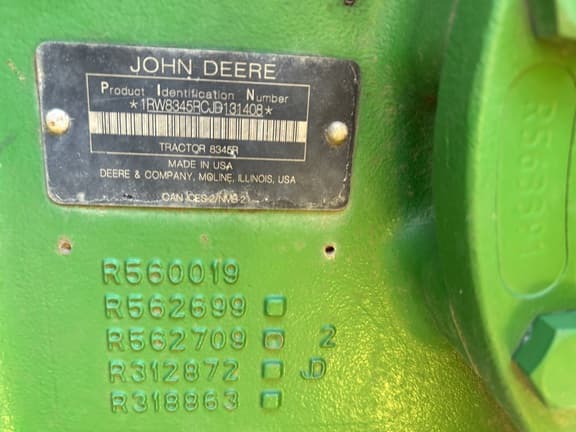 JOHN DEERE
Product Identification Number
*1RW8345RCJD131408*
TRACTOR 8345R
MADE IN USA
DEERE & COMPANY, MOLINE, ILLINOIS, USA
CAN ICES-2/NMB-2
R560019
R562699
R562709 2
R312872 JD
R318863